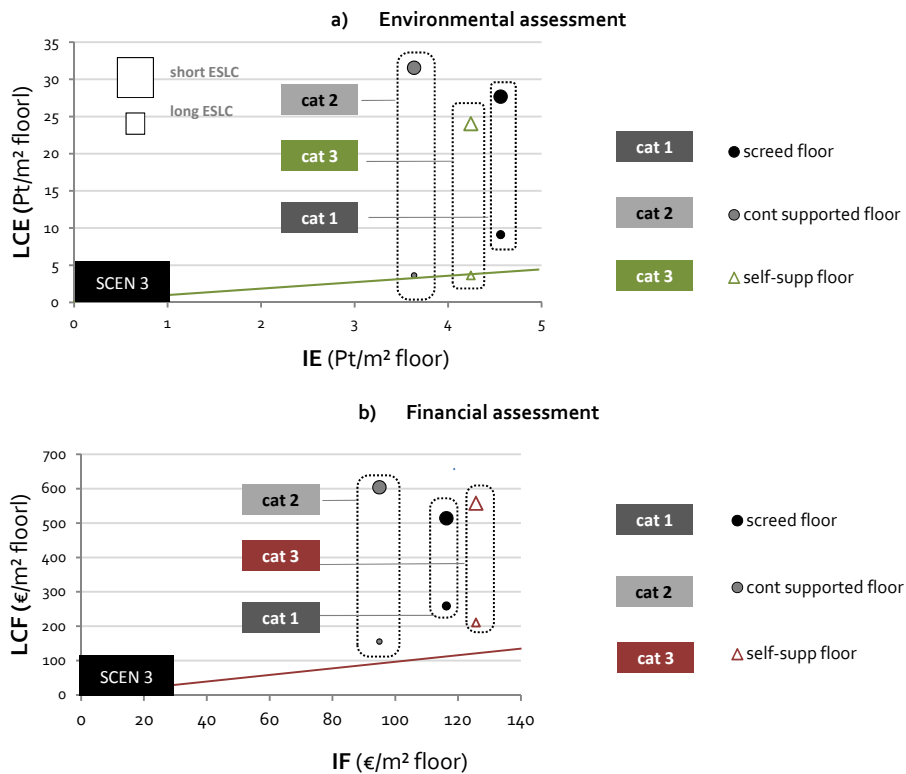 a) Environmental assessment
LCE (Pt/m² floorl)
35
30
25
20
15
10
5
0
short ESLC
long ESLC
cat 2
cat 3
cat 1
SCEN 3
0 1 2 3 4 5
IE (Pt/m² floor)
cat 1 screed floor
cat 2 cont supported floor
cat 3 self-supp floor
b) Financial assessment
LCF (€/m² floorl)
700
600
500
400
300
200
100
0
cat 2
cat 3
cat 1
SCEN 3
0 20 40 60 80 100 120 140
IF (€/m² floor)
cat 1 screed floor
cat 2 cont supported floor
cat 3 self-supp floor